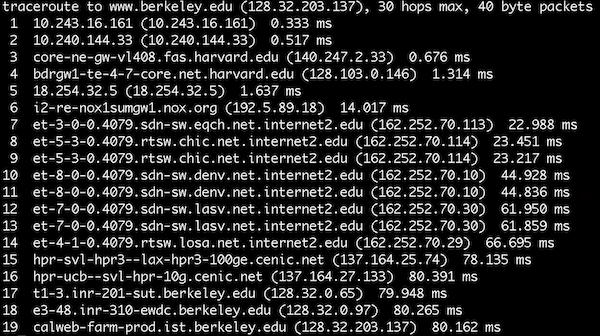 traceroute to www.berkeley.edu (128.32.203.137), 30 hops max, 40 byte packets
1 10.243.16.161 (10.243.16.161) 0.333 ms
2 10.240.144.33 (10.240.144.33) 0.517 ms
3 core-ne-gw-vl408.fas.harvard.edu (140.247.2.33) 0.676 ms
4 bdrgw1-te-4-7-core.net.harvard.edu (128.103.0.146) 1.314 ms
5 18.254.32.5 (18.254.32.5) 1.637 ms
6 i2-re-nox1sumgw1.nox.org (192.5.89.18) 14.017 ms
7 et-3-0-0.4079.sdn-sw.eqch.net.internet2.edu (162.252.70.113) 22.988 ms
8 et-5-3-0.4079.rtsw.chic.net.internet2.edu (162.252.70.114) 23.451 ms
9 et-5-3-0.4079.rtsw.chic.net.internet2.edu (162.252.70.114) 23.217 ms
10 et-8-0-0.4079.sdn-sw.denv.net.internet2.edu (162.252.70.10) 44.928 ms
11 et-8-0-0.4079.sdn-sw.denv.net.internet2.edu (162.252.70.10) 44.836 ms
12 et-7-0-0.4079.sdn-sw.lasv.net.internet2.edu (162.252.70.30) 61.950 ms
13 et-7-0-0.4079.sdn-sw.lasv.net.internet2.edu (162.252.70.30) 61.859 ms
14 et-4-1-0.4079.rtsw.losa.net.internet2.edu (162.252.70.29) 66.695 ms
15 hpr-svl-hpr3--lax-hpr3-100ge.cenic.net (137.164.25.74) 78.135 ms
16 hpr-ucb--svl-hpr-10g.cenic.net (137.164.27.133) 80.391 ms
17 t1-3.inr-201-sut.berkeley.edu (128.32.0.65) 79.948 ms
18 e3-48.inr-310-ewdc.berkeley.edu (128.32.0.97) 80.265 ms
19 calweb-farm-prod.ist.berkeley.edu (128.32.203.137) 80.162 ms